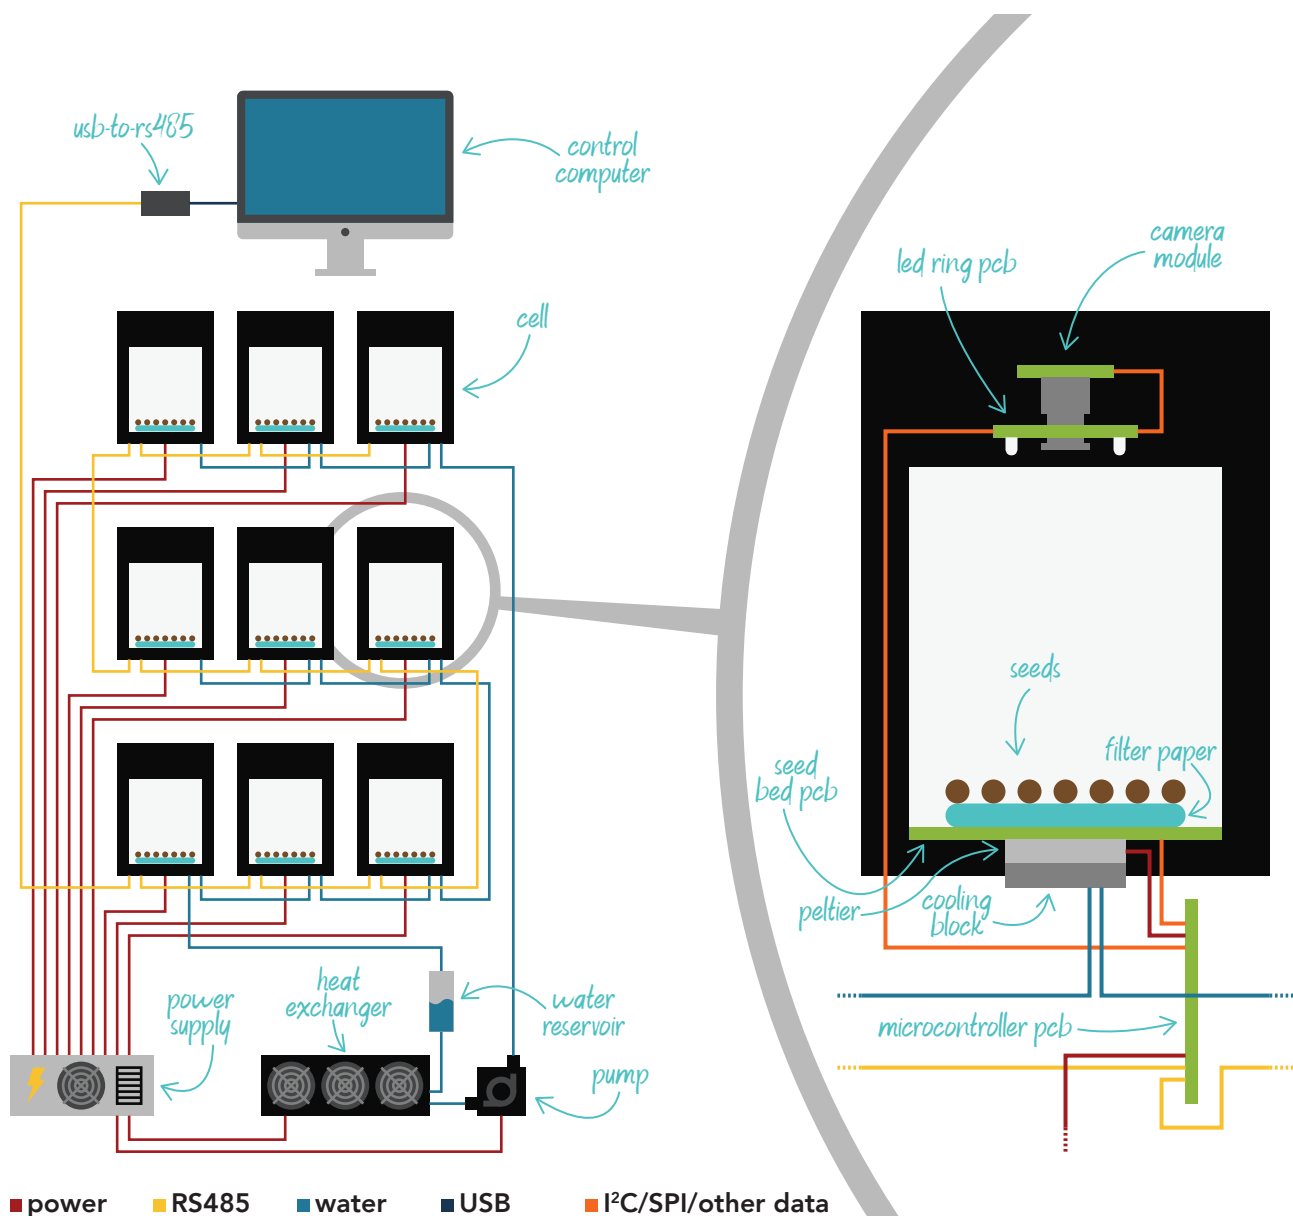 usb-to-rs485
control
computer
cell
camera
module
led ring pcb
seeds
filter paper
seed
bed pcb
peltier
cooling
block
microcontroller pcb
heat
exchanger
power
supply
water
reservoir
pump
power
RS485
water
USB
I²C/SPI/other data